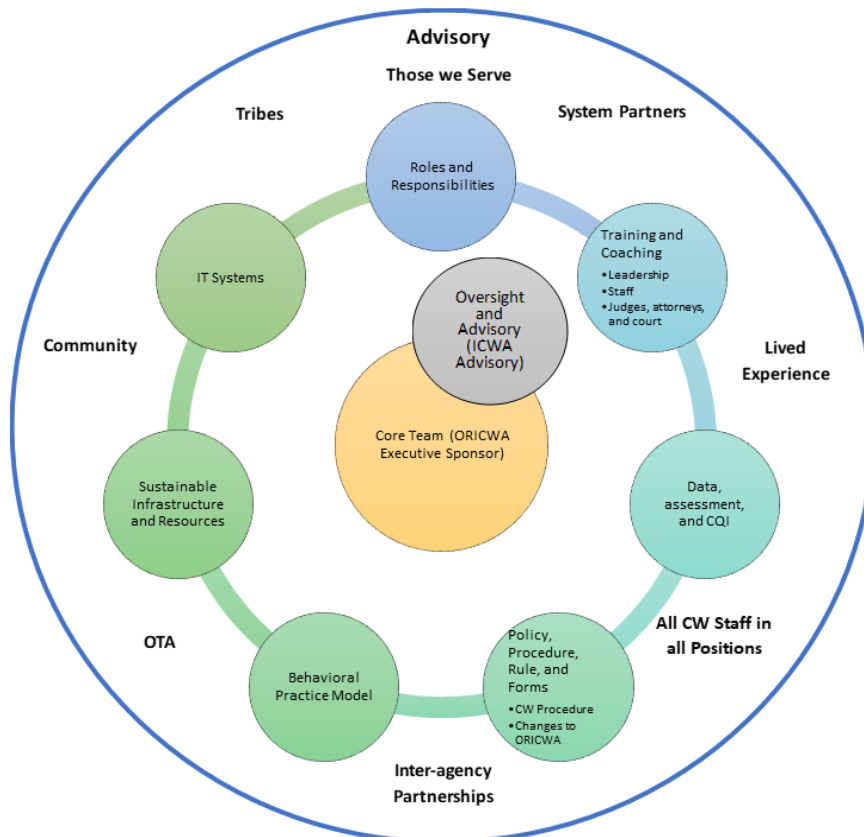 Advisory
Those we Serve
Tribes
System Partners
Roles and
Responsibilities
IT Systems
Training and
Coaching
•Leadership
•Staff
•Judges, attorneys,
and court
Oversight
and
Advisory
(ICWA
Advisory)
Community
Lived
Experience
Core Team (ORICWA
Executive Sponsor)
Sustainable
Infrastructure
and Resources
Data,
assessment,
and CQI
OTA
All CW Staff in
all Positions
Behavioral
Practice Model
Policy,
Procedure,
Rule, and
Forms
•CW Procedure
•Changes to
ORICWA
Inter-agency
Partnerships